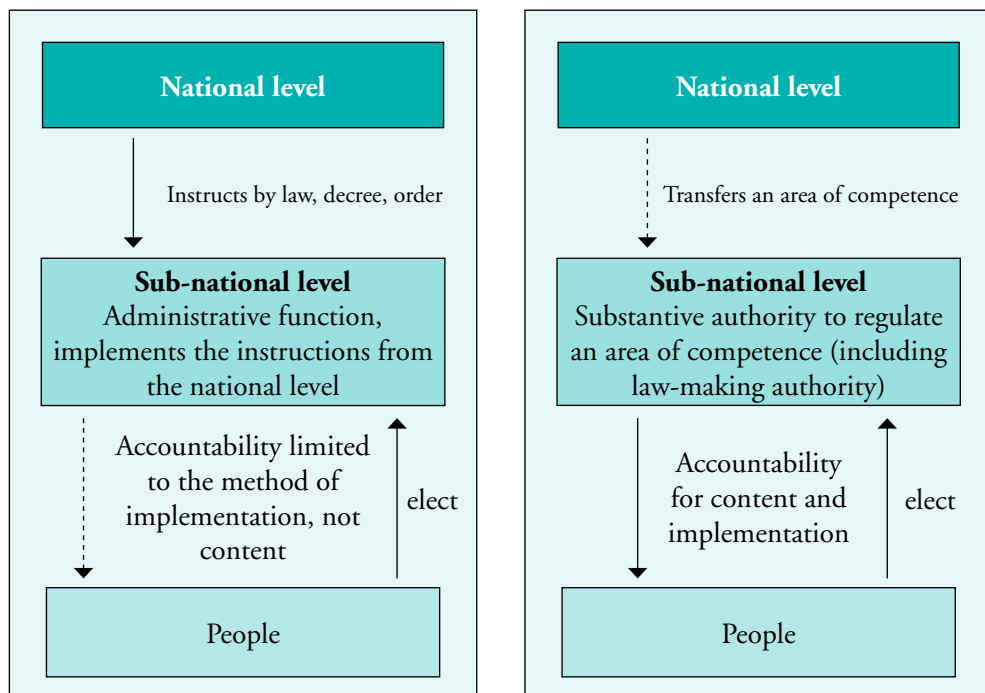 National level
Instructs by law, decree, order
Sub-national level
Administrative function,
implements the instructions from
the national level
Accountability limited
to the method of
implementation, not
content
elect
People
National level
Transfers an area of competence
Sub-national level
Substantive authority to regulate
an area of competence (including
law-making authority)
Accountability
for content and
implementation
elect
People